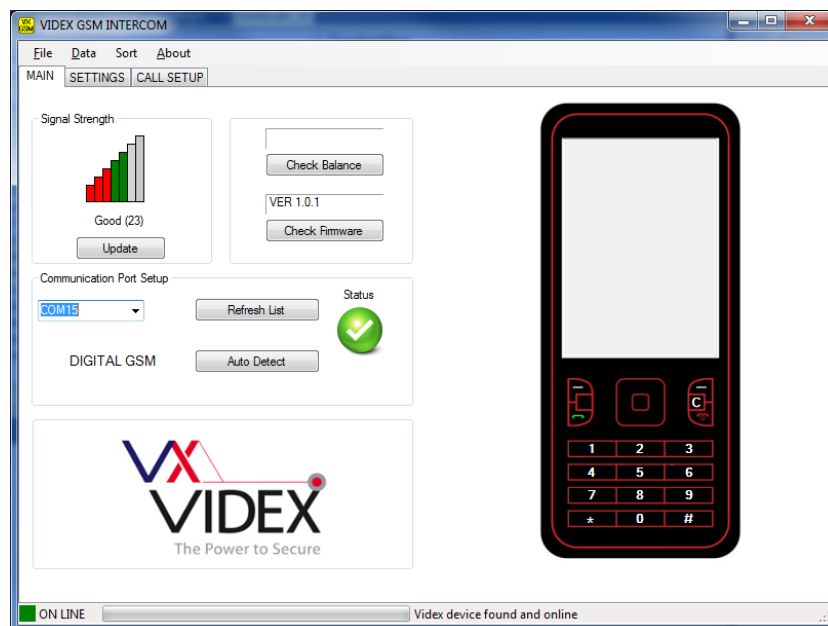 VX
GSM
VIDEX GSM INTERCOM
File Data Sort About
MAIN SETTINGS CALL SETUP
Signal Strength
Good (23)
Update
Check Balance
VER 1.0.1
Check Firmware
Communication Port Setup
COM15
Refresh List
Status
DIGITAL GSM
Auto Detect
VX
VIDEX
The Power to Secure
C
1 2 3
4 5 6
7 8 9
* 0 #
ON LINE
Videx device found and online